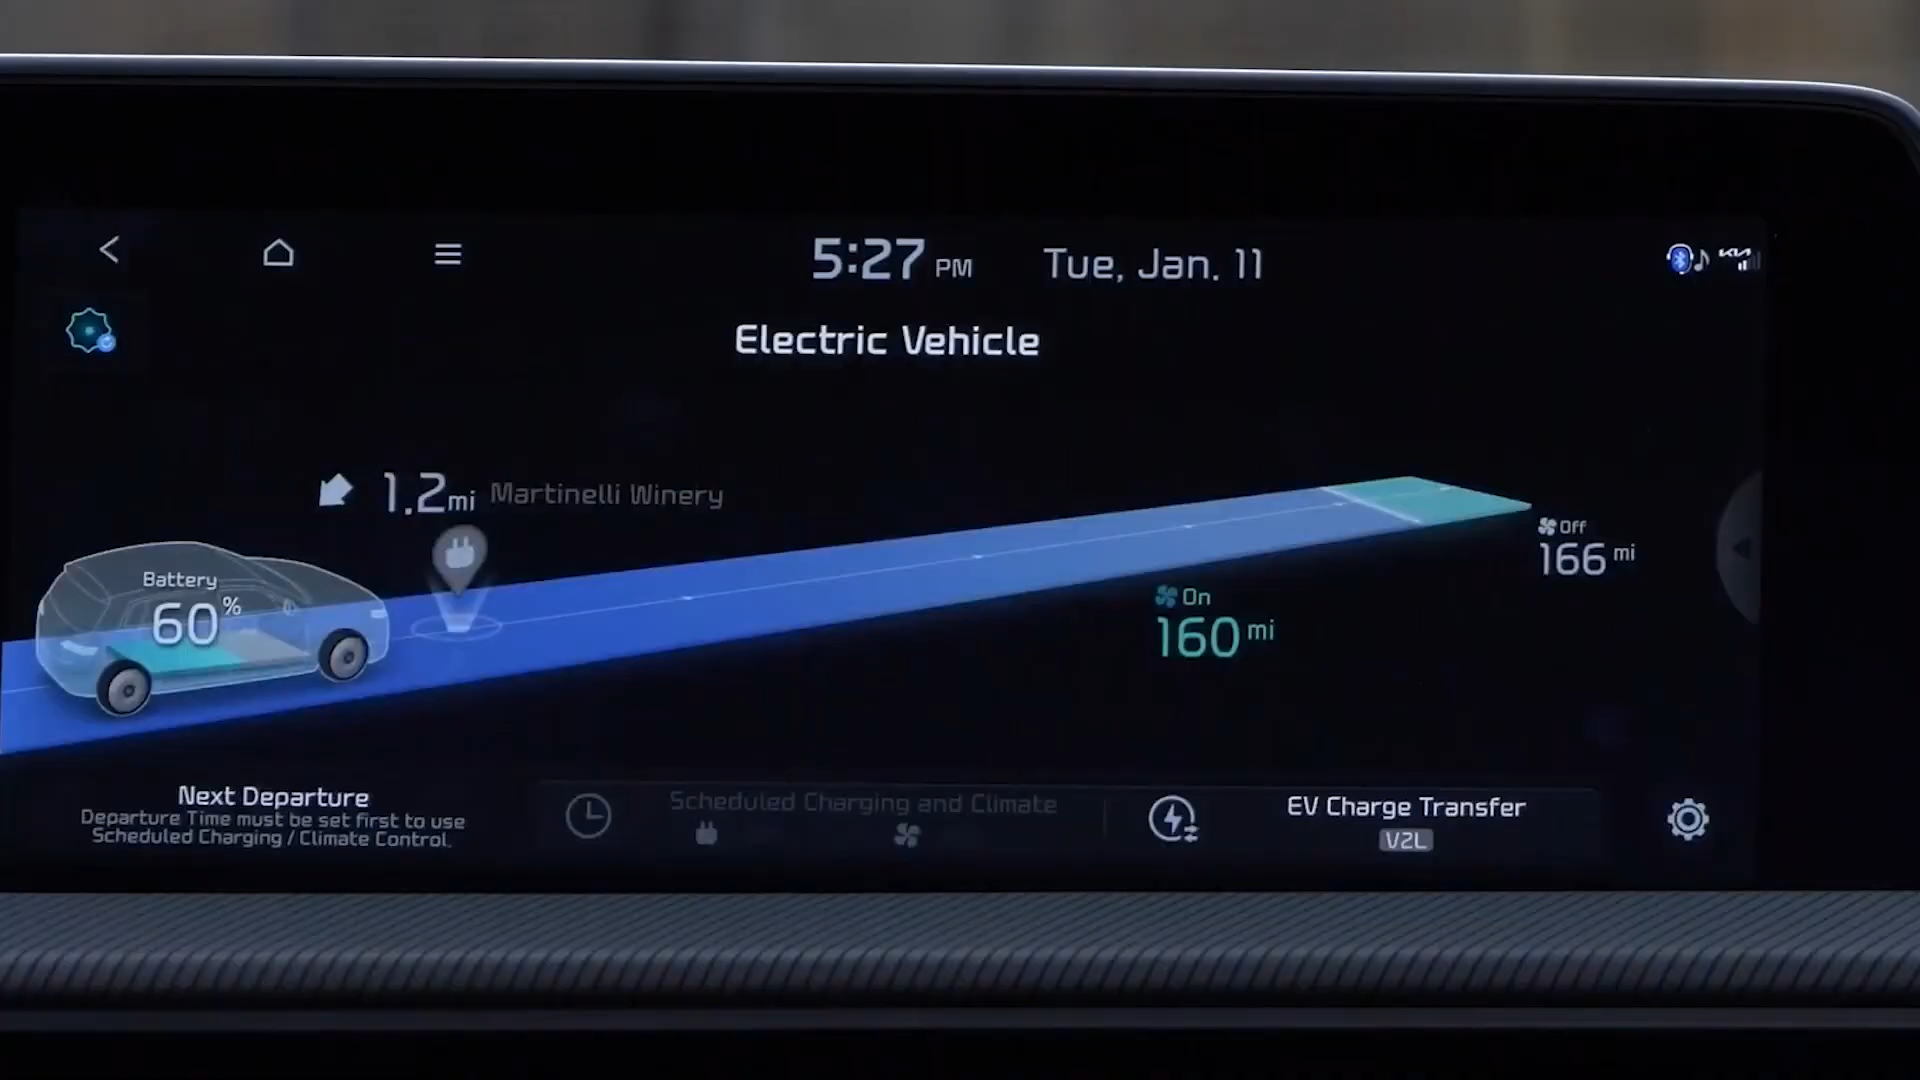 5:27 PM Tue, Jan. 11
KIA
Electric Vehicle
1.2mi Martinelli Winery
Battery
60%
Off
166 mi
On
160 mi
Next Departure
Departure Time must be set first to use
Scheduled Charging / Climate Control.
Scheduled Charging and Climate
EV Charge Transfer
V2L